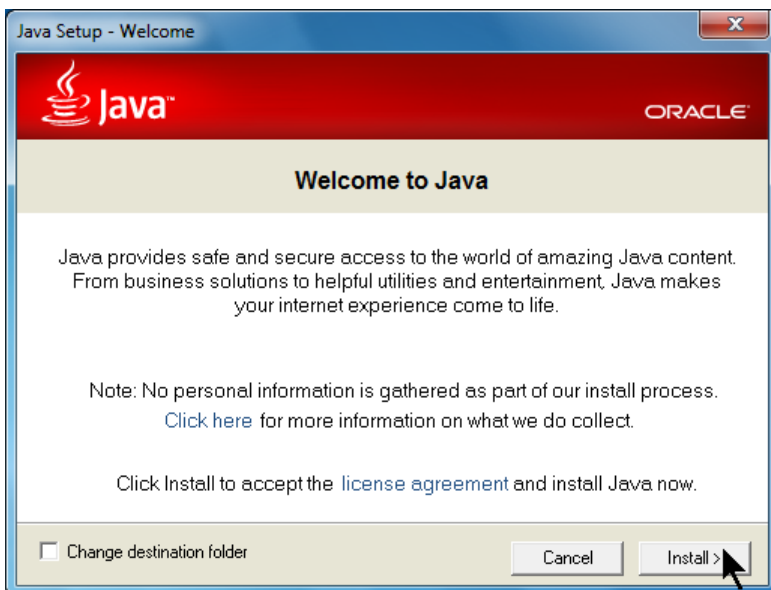 Java Setup - Welcome
Java™
ORACLE®
Welcome to Java
Java provides safe and secure access to the world of amazing Java content.
From business solutions to helpful utilities and entertainment, Java makes
your internet experience come to life.
Note: No personal information is gathered as part of our install process.
Click here for more information on what we do collect.
Click Install to accept the license agreement and install Java now.
Change destination folder
Cancel
Install >